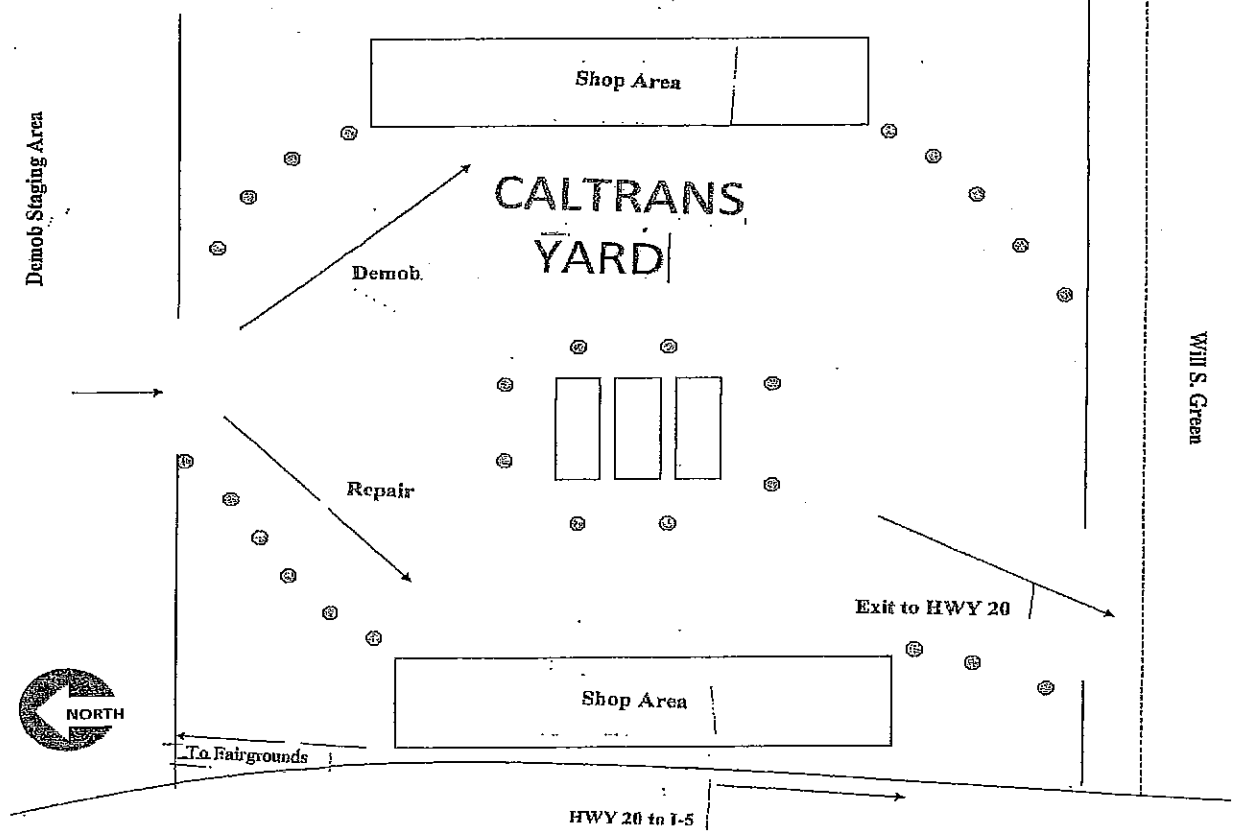 Shop Area
Demob Staging Area
CALTRANS
YARD
Demob.
Will S. Green
Repair
Exit to HWY 20
Shop Area
NORTH
To Fairgrounds
HWY 20 to I-5